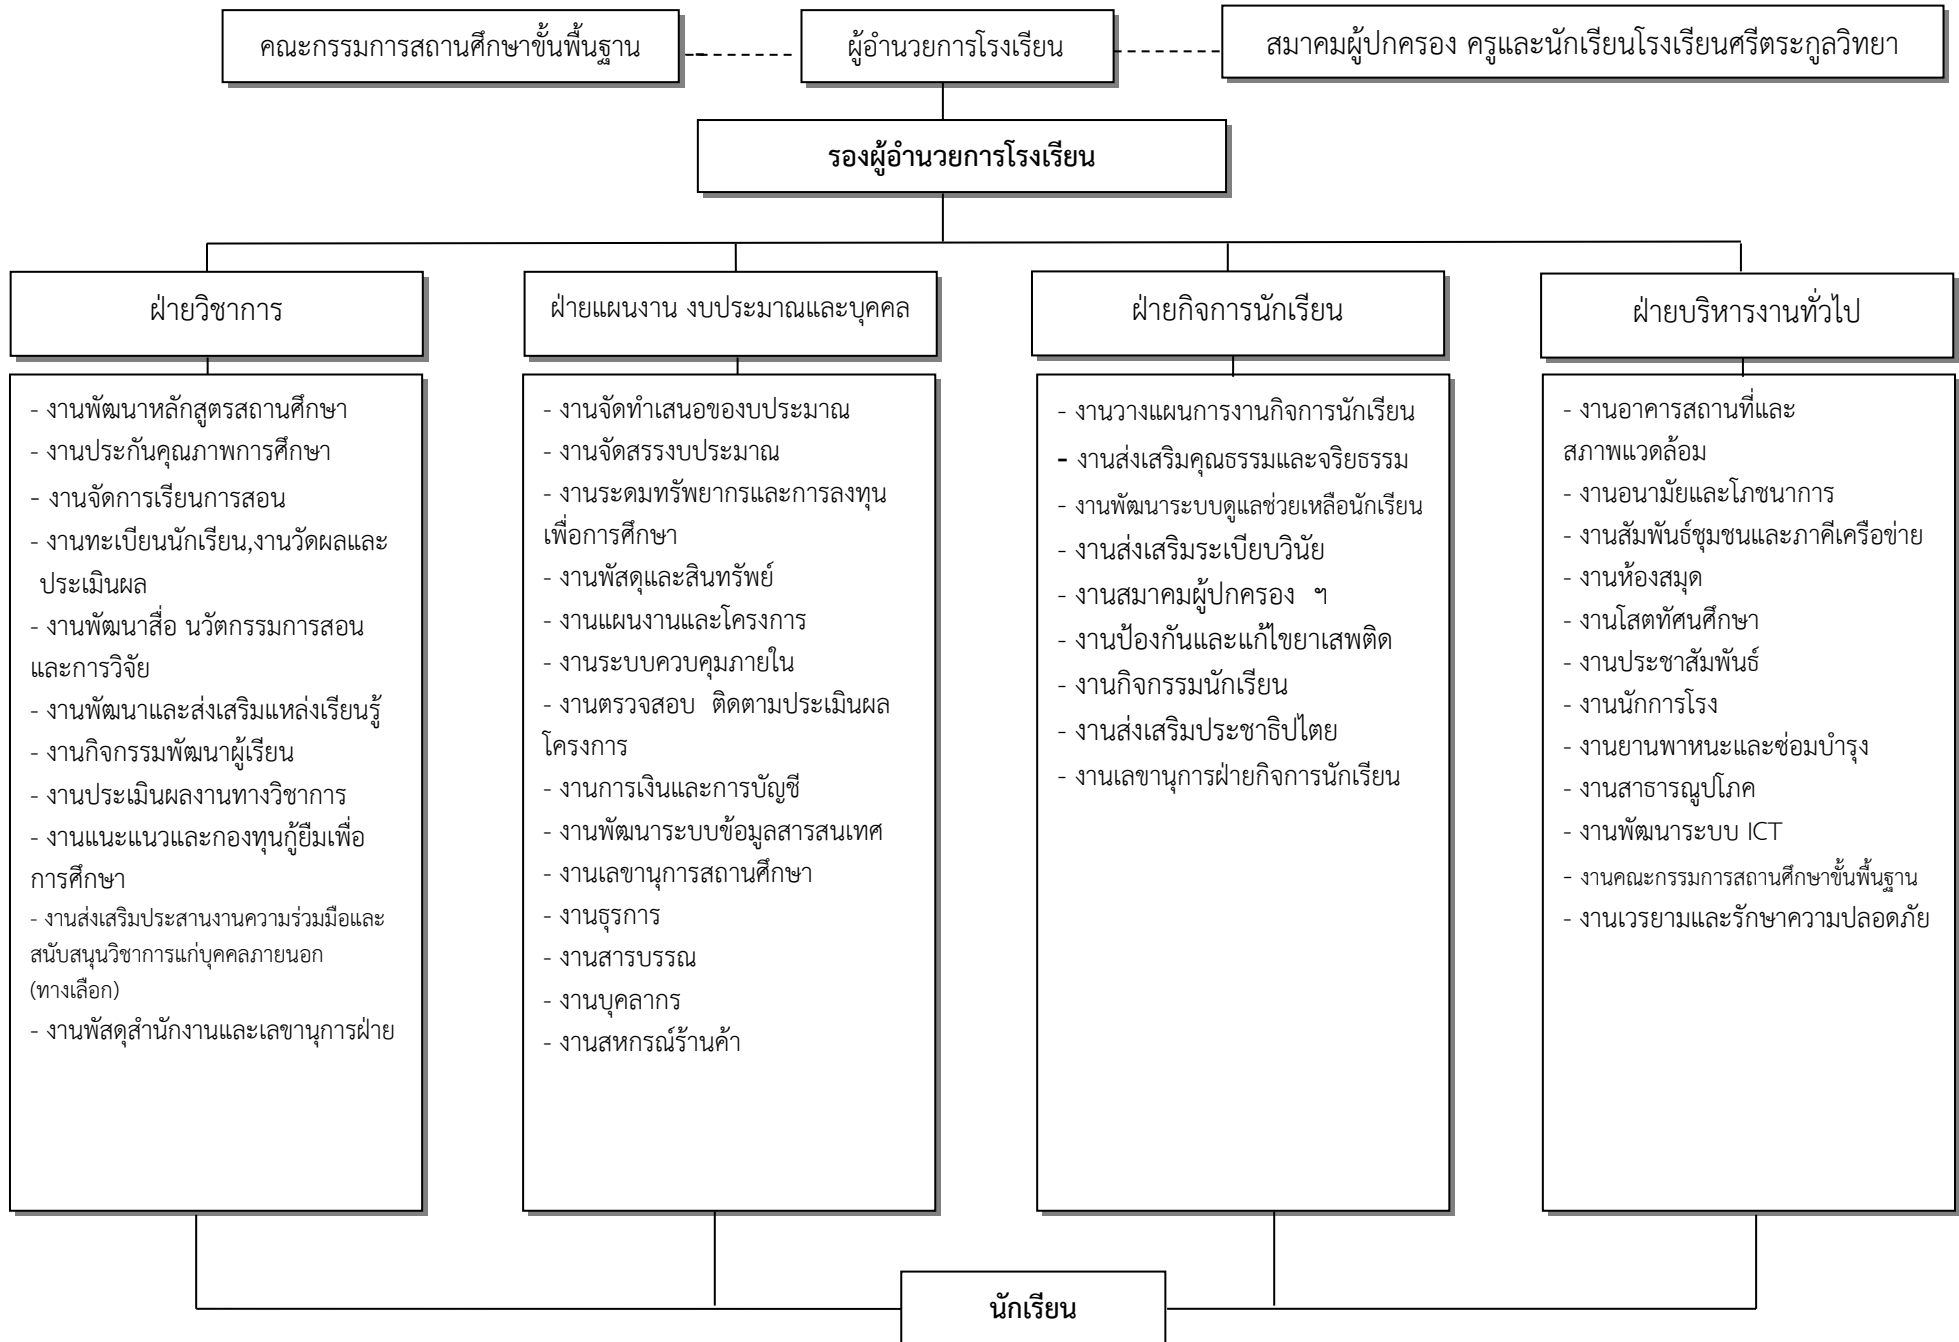 คณะกรรมการสถานศึกษาขั้นพื้นฐาน
ผู้อำนวยการโรงเรียน
สมาคมผู้ปกครอง ครูและนักเรียนโรงเรียนศรีตระกูลวิทยา
รองผู้อำนวยการโรงเรียน
ฝ่ายวิชาการ
ฝ่ายแผนงาน งบประมาณและบุคคล
ฝ่ายกิจการนักเรียน
ฝ่ายบริหารงานทั่วไป
- งานพัฒนาหลักสูตรสถานศึกษา
- งานประกันคุณภาพการศึกษา
- งานจัดการเรียนการสอน
- งานทะเบียนนักเรียน,งานวัดผลและ
ประเมินผล
- งานพัฒนาสื่อ นวัตกรรมการสอน
และการวิจัย
- งานพัฒนาและส่งเสริมแหล่งเรียนรู้
- งานกิจกรรมพัฒนาผู้เรียน
- งานประเมินผลงานทางวิชาการ
- งานแนะแนวและกองทุนกู้ยืมเพื่อ
การศึกษา
- งานส่งเสริมประสานงานความร่วมมือและ
สนับสนุนวิชาการแก่บุคคลภายนอก
(ทางเลือก)
- งานพัสดุสำนักงานและเลขานุการฝ่าย
- งานจัดทำเสนอของบประมาณ
- งานจัดสรรงบประมาณ
- งานระดมทรัพยากรและการลงทุน
เพื่อการศึกษา
- งานพัสดุและสินทรัพย์
- งานแผนงานและโครงการ
- งานระบบควบคุมภายใน
- งานตรวจสอบ ติดตามประเมินผล
โครงการ
- งานการเงินและการบัญชี
- งานพัฒนาระบบข้อมูลสารสนเทศ
- งานเลขานุการสถานศึกษา
- งานธุรการ
- งานสารบรรณ
- งานบุคลากร
- งานสหกรณ์ร้านค้า
- งานวางแผนการงานกิจการนักเรียน
- งานส่งเสริมคุณธรรมและจริยธรรม
- งานพัฒนาระบบดูแลช่วยเหลือนักเรียน
- งานส่งเสริมระเบียบวินัย
- งานสมาคมผู้ปกครอง ฯ
- งานป้องกันและแก้ไขยาเสพติด
- งานกิจกรรมนักเรียน
- งานส่งเสริมประชาธิปไตย
- งานเลขานุการฝ่ายกิจการนักเรียน
- งานอาคารสถานที่และ
สภาพแวดล้อม
- งานอนามัยและโภชนาการ
- งานสัมพันธ์ชุมชนและภาคีเครือข่าย
- งานห้องสมุด
- งานโสตทัศนศึกษา
- งานประชาสัมพันธ์
- งานนักการโรง
- งานยานพาหนะและซ่อมบำรุง
- งานสาธารณูปโภค
- งานพัฒนาระบบ ICT
- งานคณะกรรมการสถานศึกษาขั้นพื้นฐาน
- งานเวรยามและรักษาความปลอดภัย
นักเรียน